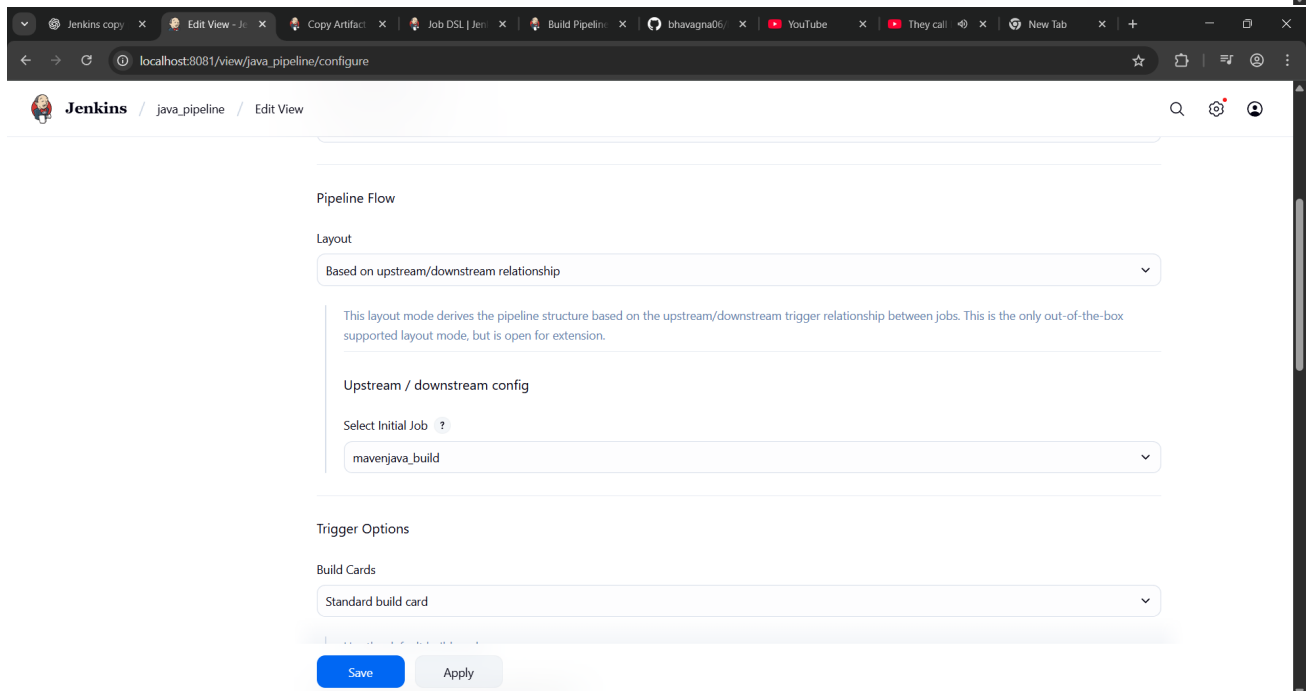 Jenkins copy
Edit View - Je
Copy Artifact
Job DSL | Jen
Build Pipeline
bhavagna06/
YouTube
They call
New Tab
localhost:8081/view/java_pipeline/configure
Jenkins / java_pipeline / Edit View
Pipeline Flow
Layout
Based on upstream/downstream relationship
This layout mode derives the pipeline structure based on the upstream/downstream trigger relationship between jobs. This is the only out-of-the-box
supported layout mode, but is open for extension.
Upstream / downstream config
Select Initial Job ?
mavenjava_build
Trigger Options
Build Cards
Standard build card
Save
Apply